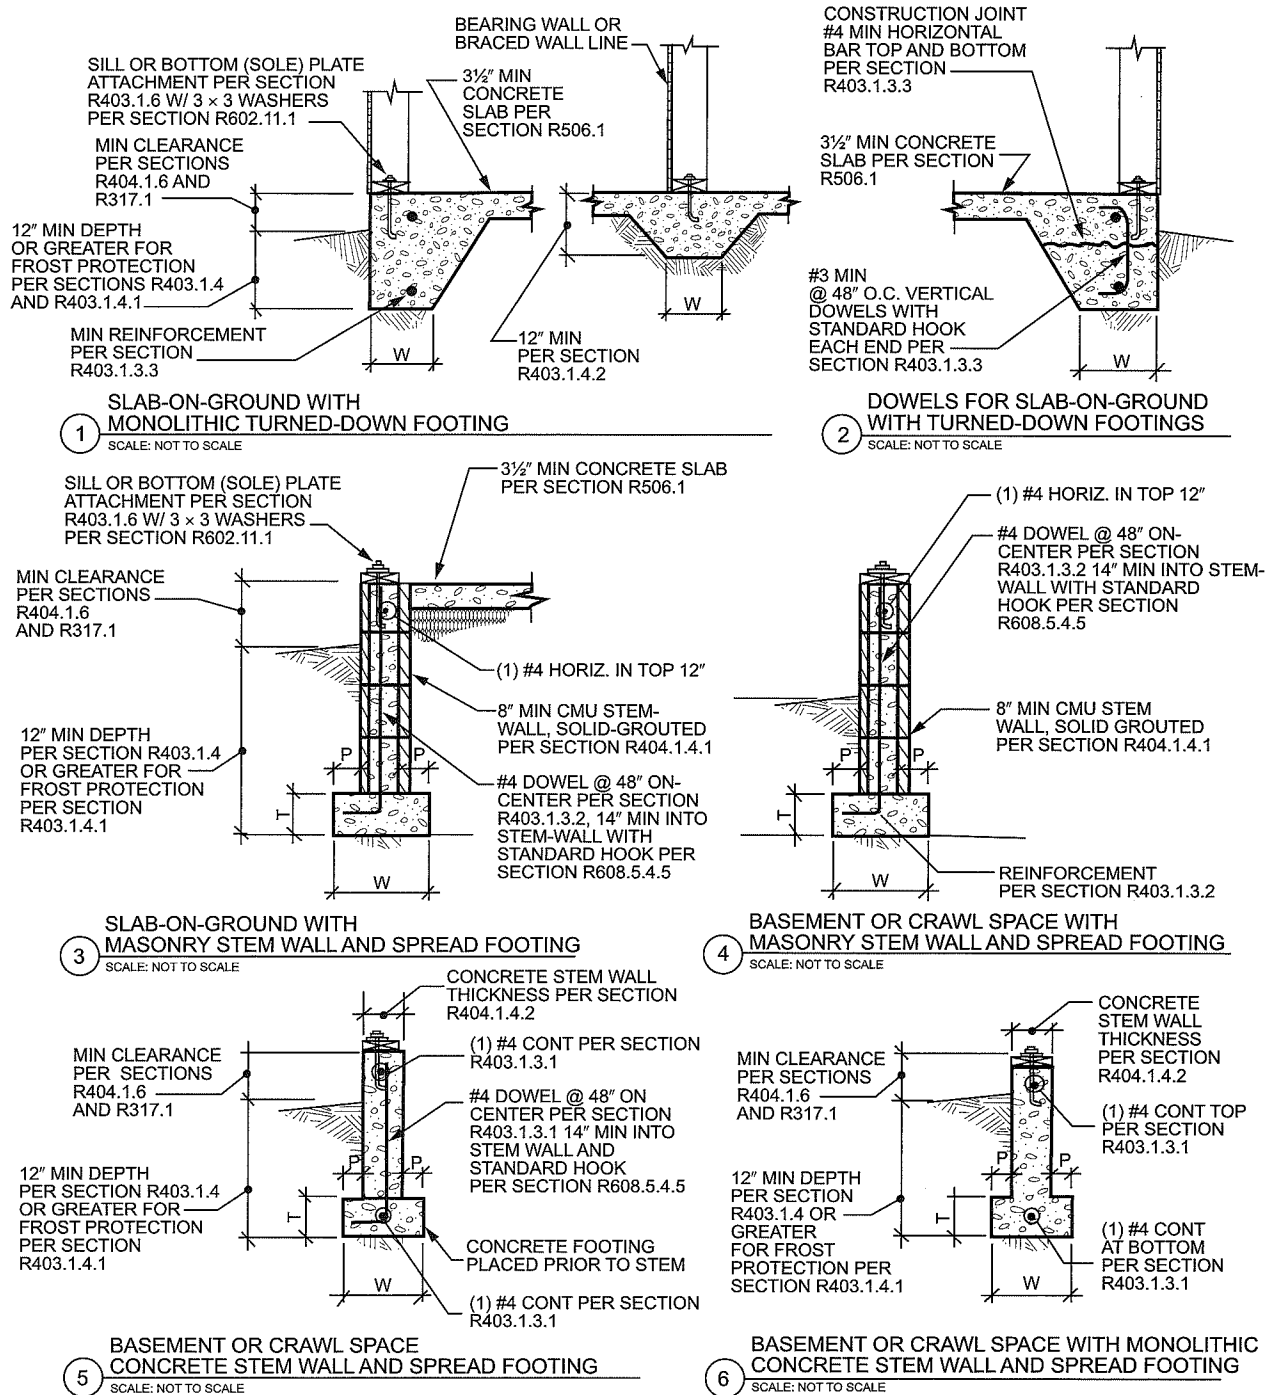 BEARING WALL OR
BRACED WALL LINE
SILL OR BOTTOM (SOLE) PLATE
ATTACHMENT PER SECTION
R403.1.6 W/ 3 × 3 WASHERS
PER SECTION R602.11.1
3½″ MIN
CONCRETE
SLAB PER
SECTION R506.1
MIN CLEARANCE
PER SECTIONS
R404.1.6 AND
R317.1
12″ MIN DEPTH
OR GREATER FOR
FROST PROTECTION
PER SECTIONS R403.1.4
AND R403.1.4.1
MIN REINFORCEMENT
PER SECTION
R403.1.3.3
W
W
12″ MIN
PER SECTION
R403.1.4.2
1
SLAB-ON-GROUND WITH
MONOLITHIC TURNED-DOWN FOOTING
SCALE: NOT TO SCALE
CONSTRUCTION JOINT
#4 MIN HORIZONTAL
BAR TOP AND BOTTOM
PER SECTION
R403.1.3.3
3½″ MIN CONCRETE
SLAB PER SECTION
R506.1
#3 MIN
@ 48″ O.C. VERTICAL
DOWELS WITH
STANDARD HOOK
EACH END PER
SECTION R403.1.3.3
W
2
DOWELS FOR SLAB-ON-GROUND
WITH TURNED-DOWN FOOTINGS
SCALE: NOT TO SCALE
SILL OR BOTTOM (SOLE) PLATE
ATTACHMENT PER SECTION
R403.1.6 W/ 3 × 3 WASHERS
PER SECTION R602.11.1
3½″ MIN CONCRETE SLAB
PER SECTION R506.1
MIN CLEARANCE
PER SECTIONS
R404.1.6
AND R317.1
(1) #4 HORIZ. IN TOP 12″
8″ MIN CMU STEM-
WALL, SOLID-GROUTED
PER SECTION R404.1.4.1
12″ MIN DEPTH
PER SECTION R403.1.4
OR GREATER FOR
FROST PROTECTION
PER SECTION
R403.1.4.1
P
P
T
W
#4 DOWEL @ 48″ ON-
CENTER PER SECTION
R403.1.3.2, 14″ MIN INTO
STEM-WALL WITH
STANDARD HOOK PER
SECTION R608.5.4.5
3
SLAB-ON-GROUND WITH
MASONRY STEM WALL AND SPREAD FOOTING
SCALE: NOT TO SCALE
(1) #4 HORIZ. IN TOP 12″
#4 DOWEL @ 48″ ON-
CENTER PER SECTION
R403.1.3.2 14″ MIN INTO STEM-
WALL WITH STANDARD
HOOK PER SECTION
R608.5.4.5
8″ MIN CMU STEM
WALL, SOLID GROUTED
PER SECTION R404.1.4.1
P
P
T
W
REINFORCEMENT
PER SECTION R403.1.3.2
4
BASEMENT OR CRAWL SPACE WITH
MASONRY STEM WALL AND SPREAD FOOTING
SCALE: NOT TO SCALE
CONCRETE STEM WALL
THICKNESS PER SECTION
R404.1.4.2
MIN CLEARANCE
PER SECTIONS
R404.1.6
AND R317.1
(1) #4 CONT PER SECTION
R403.1.3.1
#4 DOWEL @ 48″ ON
CENTER PER SECTION
R403.1.3.1 14″ MIN INTO
STEM WALL AND
STANDARD HOOK
PER SECTION R608.5.4.5
12″ MIN DEPTH
PER SECTION R403.1.4
OR GREATER FOR
FROST PROTECTION
PER SECTION
R403.1.4.1
P
P
T
W
CONCRETE FOOTING
PLACED PRIOR TO STEM
(1) #4 CONT PER SECTION
R403.1.3.1
5
BASEMENT OR CRAWL SPACE
CONCRETE STEM WALL AND SPREAD FOOTING
SCALE: NOT TO SCALE
CONCRETE
STEM WALL
THICKNESS
PER SECTION
R404.1.4.2
MIN CLEARANCE
PER SECTIONS
R404.1.6
AND R317.1
(1) #4 CONT TOP
PER SECTION
R403.1.3.1
12″ MIN DEPTH
PER SECTION
R403.1.4 OR
GREATER
FOR FROST
PROTECTION PER
SECTION R403.1.4.1
P
P
T
W
(1) #4 CONT
AT BOTTOM
PER SECTION
R403.1.3.1
6
BASEMENT OR CRAWL SPACE WITH MONOLITHIC
CONCRETE STEM WALL AND SPREAD FOOTING
SCALE: NOT TO SCALE